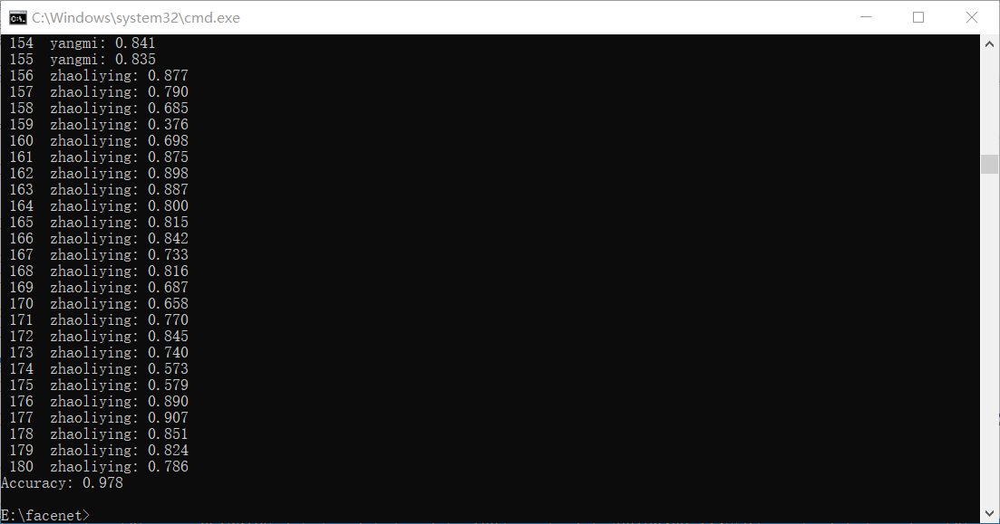 C:\Windows\system32\cmd.exe
154 yangmi: 0.841
155 yangmi: 0.835
156 zhaoliying: 0.877
157 zhaoliying: 0.790
158 zhaoliying: 0.685
159 zhaoliying: 0.376
160 zhaoliying: 0.698
161 zhaoliying: 0.875
162 zhaoliying: 0.898
163 zhaoliying: 0.887
164 zhaoliying: 0.800
165 zhaoliying: 0.815
166 zhaoliying: 0.842
167 zhaoliying: 0.733
168 zhaoliying: 0.816
169 zhaoliying: 0.687
170 zhaoliying: 0.658
171 zhaoliying: 0.770
172 zhaoliying: 0.845
173 zhaoliying: 0.740
174 zhaoliying: 0.573
175 zhaoliying: 0.579
176 zhaoliying: 0.890
177 zhaoliying: 0.907
178 zhaoliying: 0.851
179 zhaoliying: 0.824
180 zhaoliying: 0.786
Accuracy: 0.978
E:\facenet>